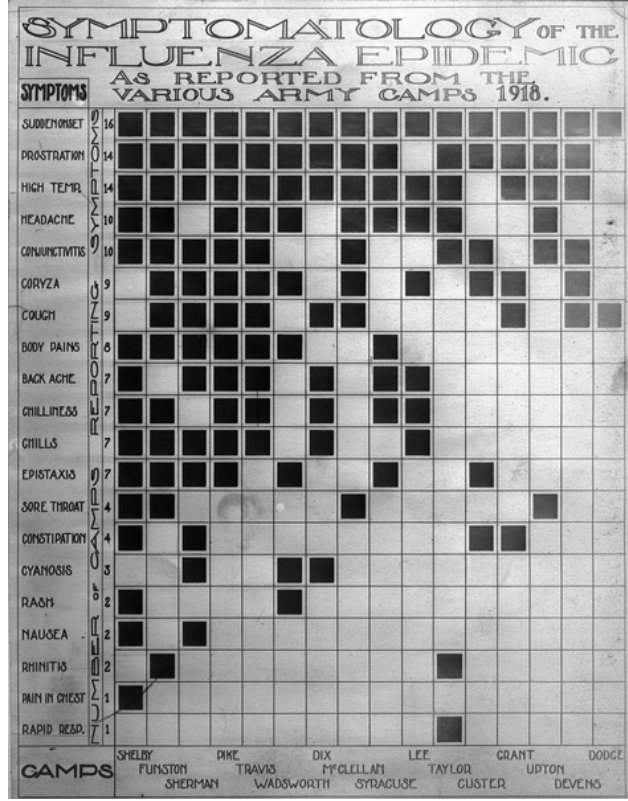 SYMPTOMATOLOGY OF THE
INFLUENZA EPIDEMIC
AS REPORTED FROM THE
VARIOUS ARMY CAMPS 1918.
SYMPTOMS
NUMBER OF CAMPS REPORTING SYMPTOMS
SUDDEN ONSET 16
PROSTRATION 14
HIGH TEMP. 14
HEADACHE 10
CONJUNCTIVITIS 10
CORYZA 9
COUGH 9
BODY PAINS 8
BACK ACHE 7
CHILLINESS 7
CHILLS 7
EPISTAXIS 7
SORE THROAT 4
CONSTIPATION 4
CYANOSIS 3
RASH 2
NAUSEA 2
RHINITIS 2
PAIN IN CHEST 1
RAPID RESP. 1
CAMPS
SHELBY PIKE DIX LEE GRANT DODGE
FUNSTON TRAVIS McCLELLAN TAYLOR UPTON
SHERMAN WADSWORTH SYRACUSE CUSTER DEVENS